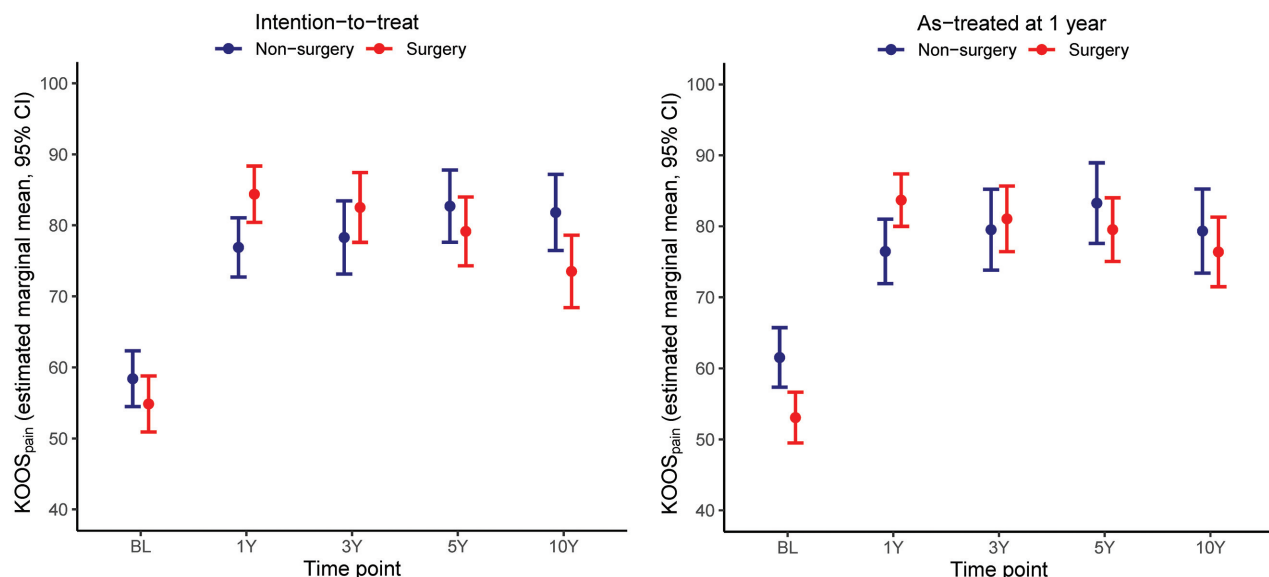 Intention−to−treat
Non−surgery Surgery
KOOSpain (estimated marginal mean, 95% CI)
100
90
80
70
60
50
40
BL 1Y 3Y 5Y 10Y
Time point
As−treated at 1 year
Non−surgery Surgery
KOOSpain (estimated marginal mean, 95% CI)
100
90
80
70
60
50
40
BL 1Y 3Y 5Y 10Y
Time point